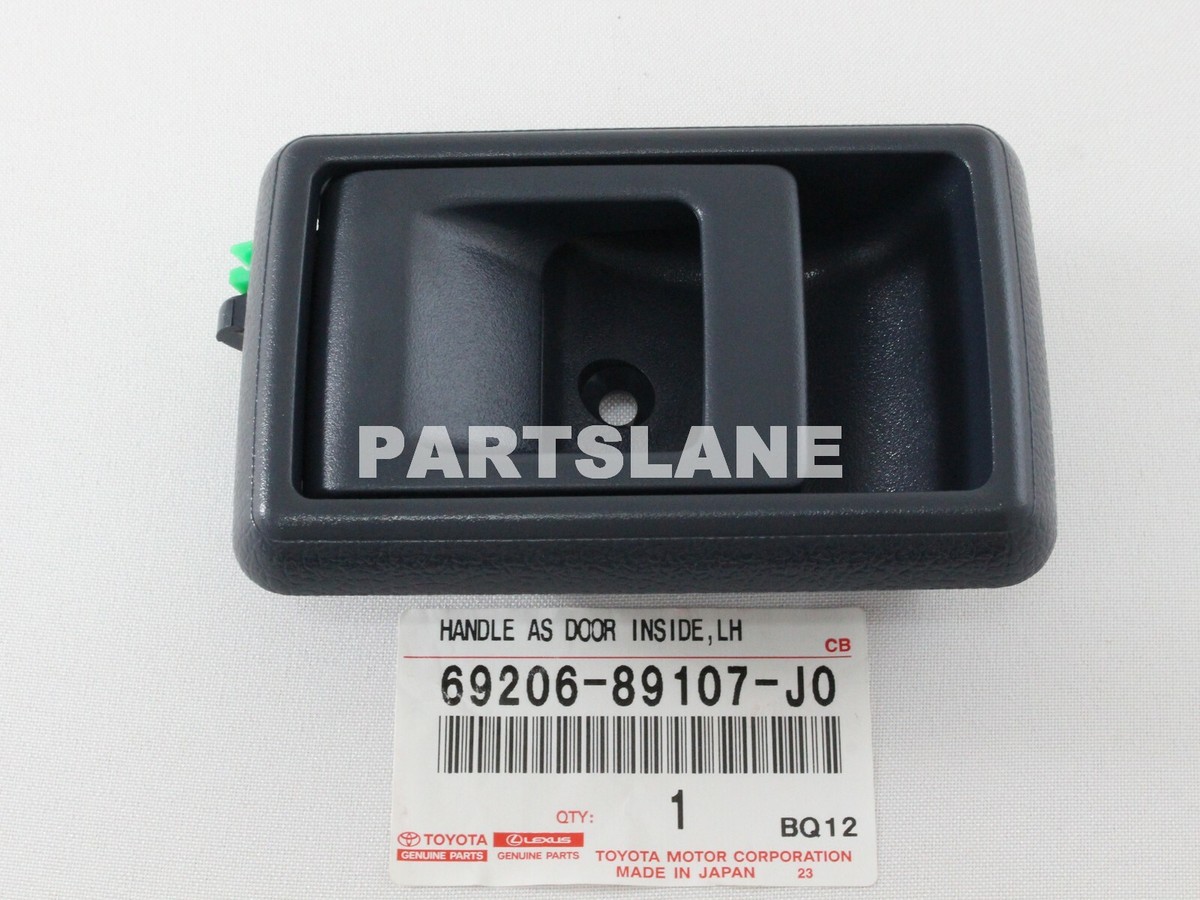 PARTSLANE
HANDLE AS DOOR INSIDE,LH
CB
69206-89107-J0
QTY: 1
BQ12
TOYOTA LEXUS
GENUINE PARTS GENUINE PARTS
TOYOTA MOTOR CORPORATION
MADE IN JAPAN 23